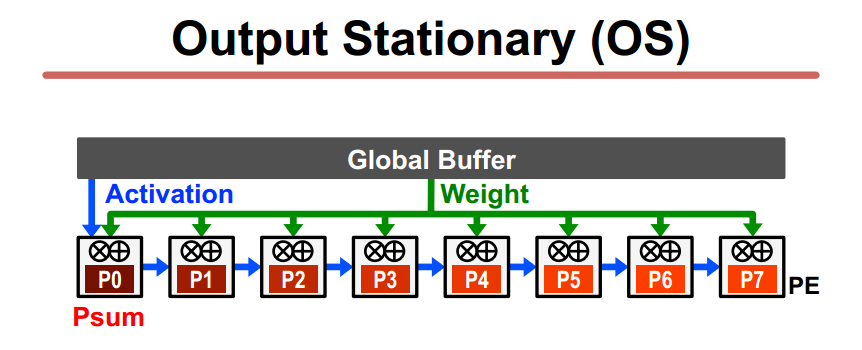 Output Stationary (OS)
Global Buffer
Activation
Weight
P0 P1 P2 P3 P4 P5 P6 P7
PE
Psum